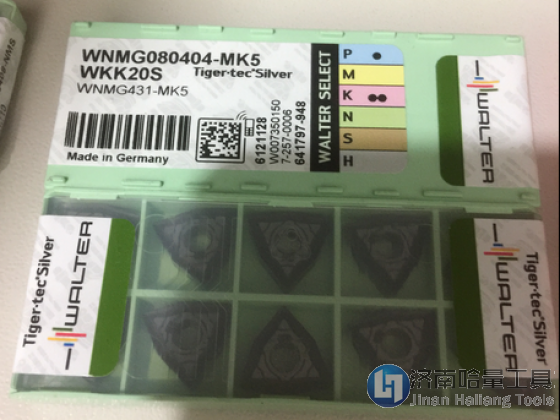 WNMG080404-MK5
WKK20S Tiger·tec®Silver
WNMG431-MK5
Made in Germany
6121128
W007350150
7-257-0006
641797-948
WALTER SELECT
P
M
K
N
S
H
WALTER
Tiger·tec®Silver
WALTER
Tiger·tec®Silver
WALTER
济南哈量工具
Jinan Haliang Tools